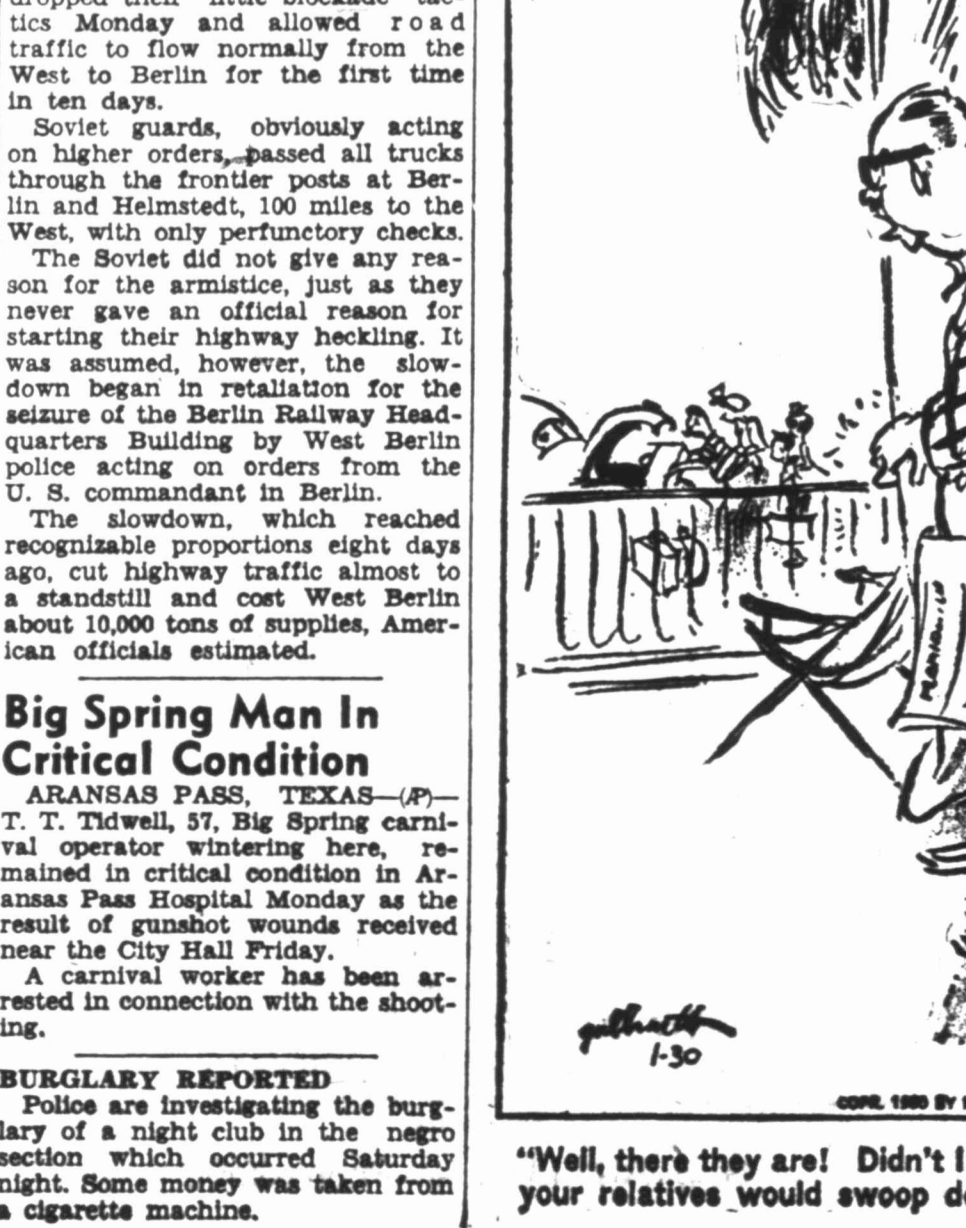 dropped their "little blockade" tac-
tics Monday and allowed road
traffic to flow normally from the
West to Berlin for the first time
in ten days.
Soviet guards, obviously acting
on higher orders, passed all trucks
through the frontier posts at Ber-
lin and Helmstedt, 100 miles to the
West, with only perfunctory checks.
The Soviet did not give any rea-
son for the armistice, just as they
never gave an official reason for
starting their highway heckling. It
was assumed, however, the slow-
down began in retaliation for the
seizure of the Berlin Railway Head-
quarters Building by West Berlin
police acting on orders from the
U. S. commandant in Berlin.
The slowdown, which reached
recognizable proportions eight days
ago, cut highway traffic almost to
a standstill and cost West Berlin
about 10,000 tons of supplies, Amer-
ican officials estimated.
Big Spring Man In
Critical Condition
ARANSAS PASS, TEXAS—(AP)—
T. T. Tidwell, 57, Big Spring carni-
val operator wintering here, re-
mained in critical condition in Ar-
ansas Pass Hospital Monday as the
result of gunshot wounds received
near the City Hall Friday.
A carnival worker has been ar-
rested in connection with the shoot-
ing.
BURGLARY REPORTED
Police are investigating the burg-
lary of a night club in the negro
section which occurred Saturday
night. Some money was taken from
a cigarette machine.
galbraith
1-30
COPR. 1950 BY
"Well, there they are! Didn't I
your relatives would swoop